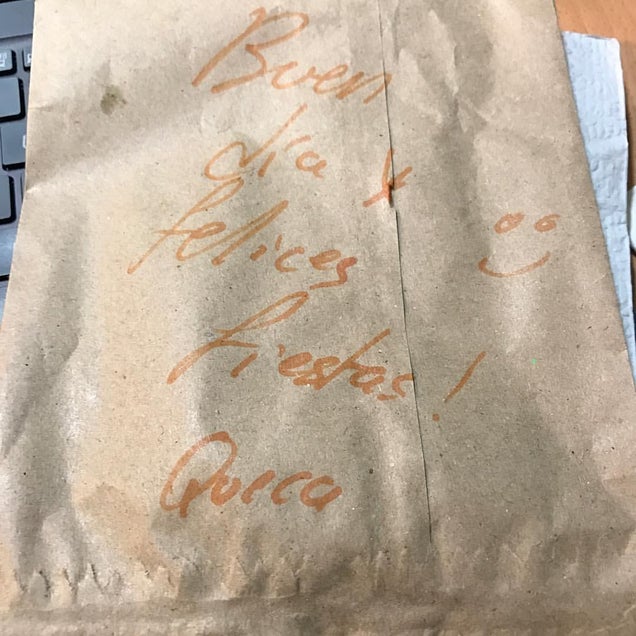 Buen
día y
felices
fiestas!
Queca